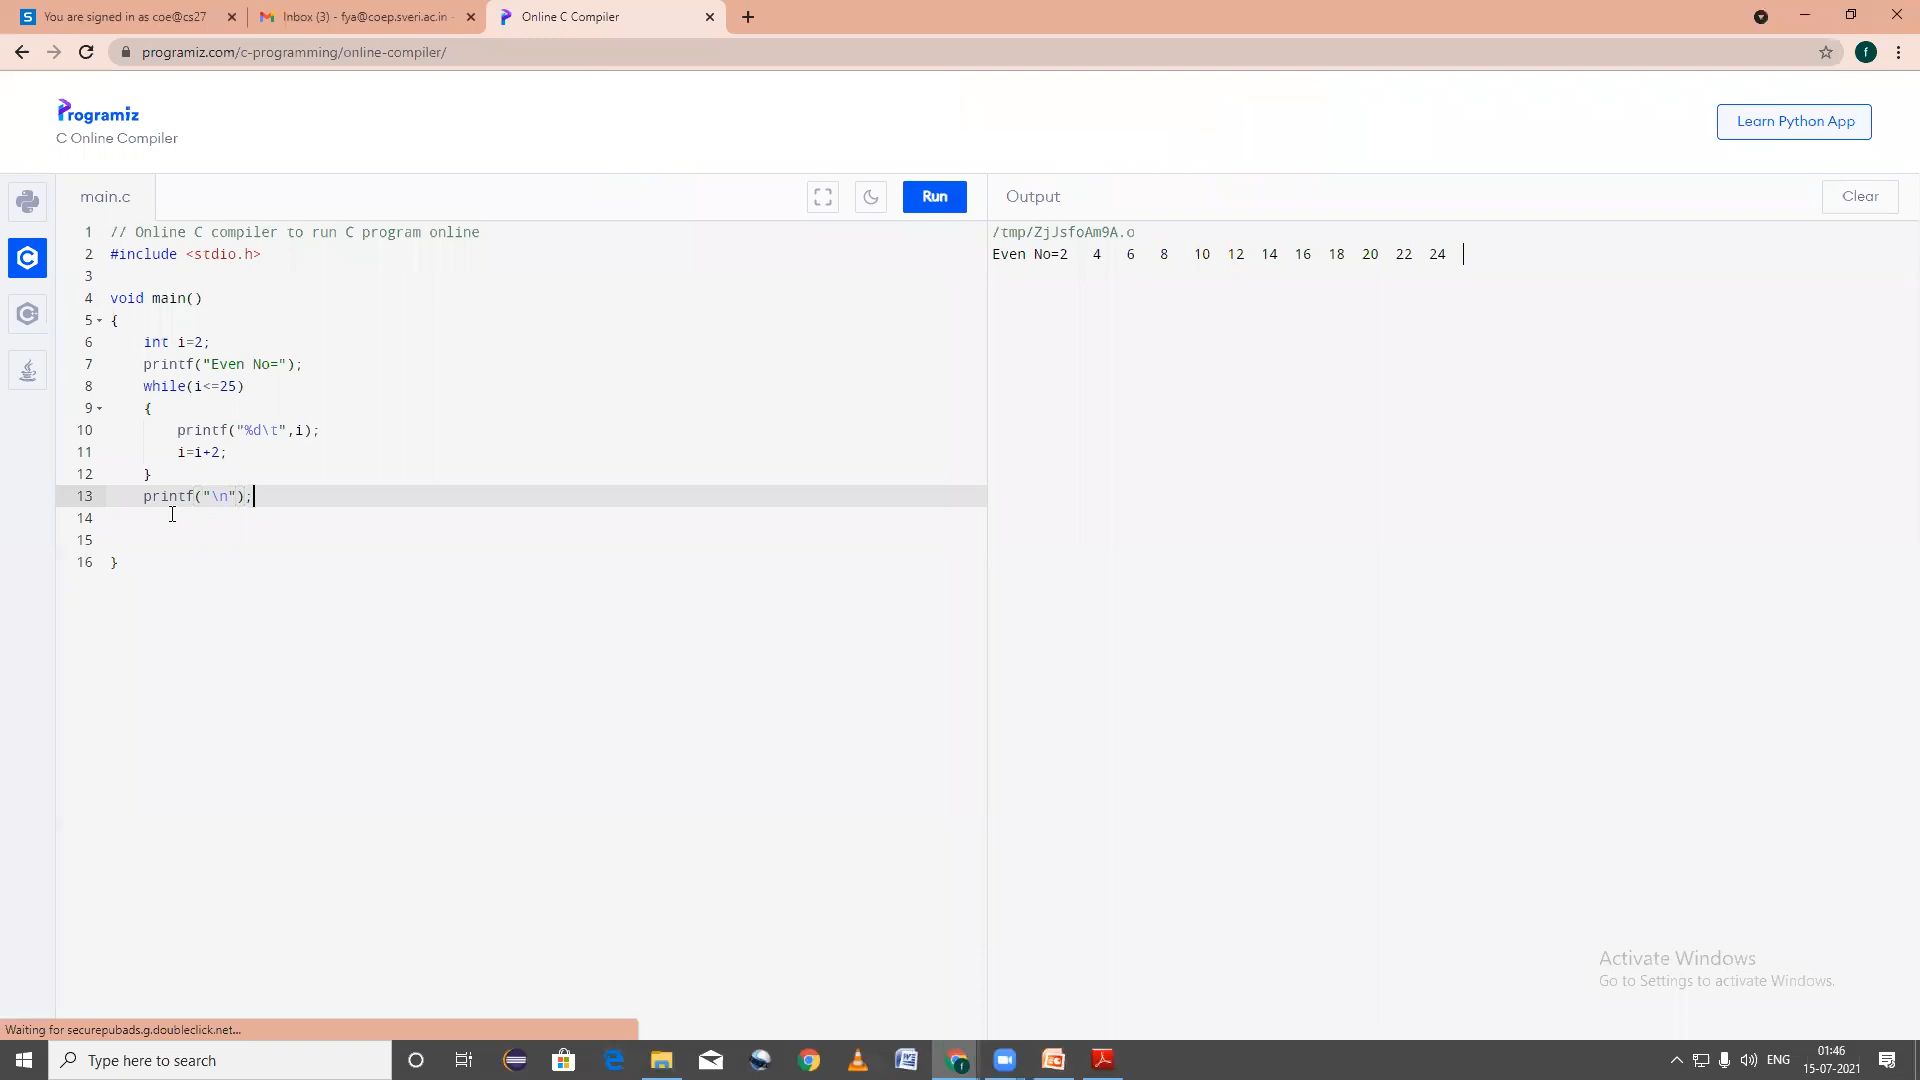 You are signed in as coe@cs27
Inbox (3) - fya@coep.sveri.ac.in -
Online C Compiler
programiz.com/c-programming/online-compiler/
f
Programiz
C Online Compiler
Learn Python App
main.c
Run
Output
Clear
1 // Online C compiler to run C program online
2 #include <stdio.h>
3
4 void main()
5 {
6 int i=2;
7 printf("Even No=");
8 while(i<=25)
9 {
10 printf("%d\t",i);
11 i=i+2;
12 }
13 printf("\n");
14
15
16 }
/tmp/ZjJsfoAm9A.o
Even No=2 4 6 8 10 12 14 16 18 20 22 24
Activate Windows
Go to Settings to activate Windows.
Waiting for securepubads.g.doubleclick.net...
Type here to search
ENG
01:46
15-07-2021